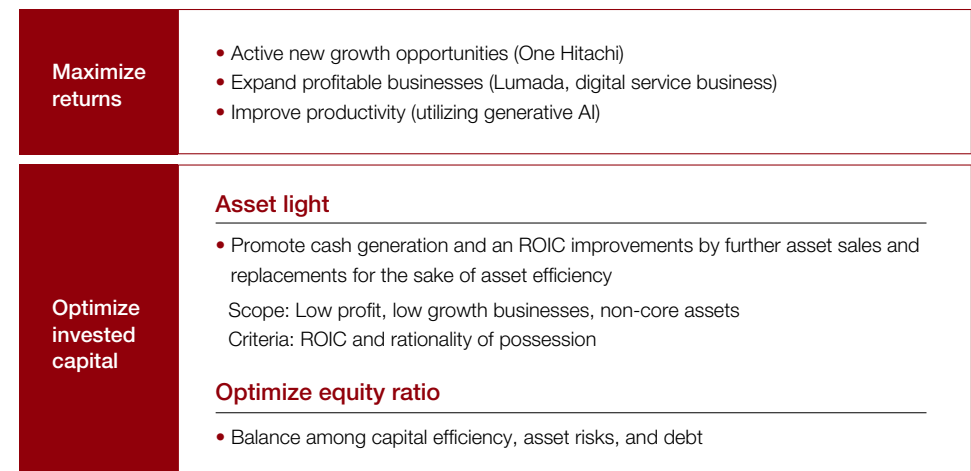 Maximize
returns
• Active new growth opportunities (One Hitachi)
• Expand profitable businesses (Lumada, digital service business)
• Improve productivity (utilizing generative AI)
Optimize
invested
capital
Asset light
• Promote cash generation and an ROIC improvements by further asset sales and
replacements for the sake of asset efficiency
Scope: Low profit, low growth businesses, non-core assets
Criteria: ROIC and rationality of possession
Optimize equity ratio
• Balance among capital efficiency, asset risks, and debt